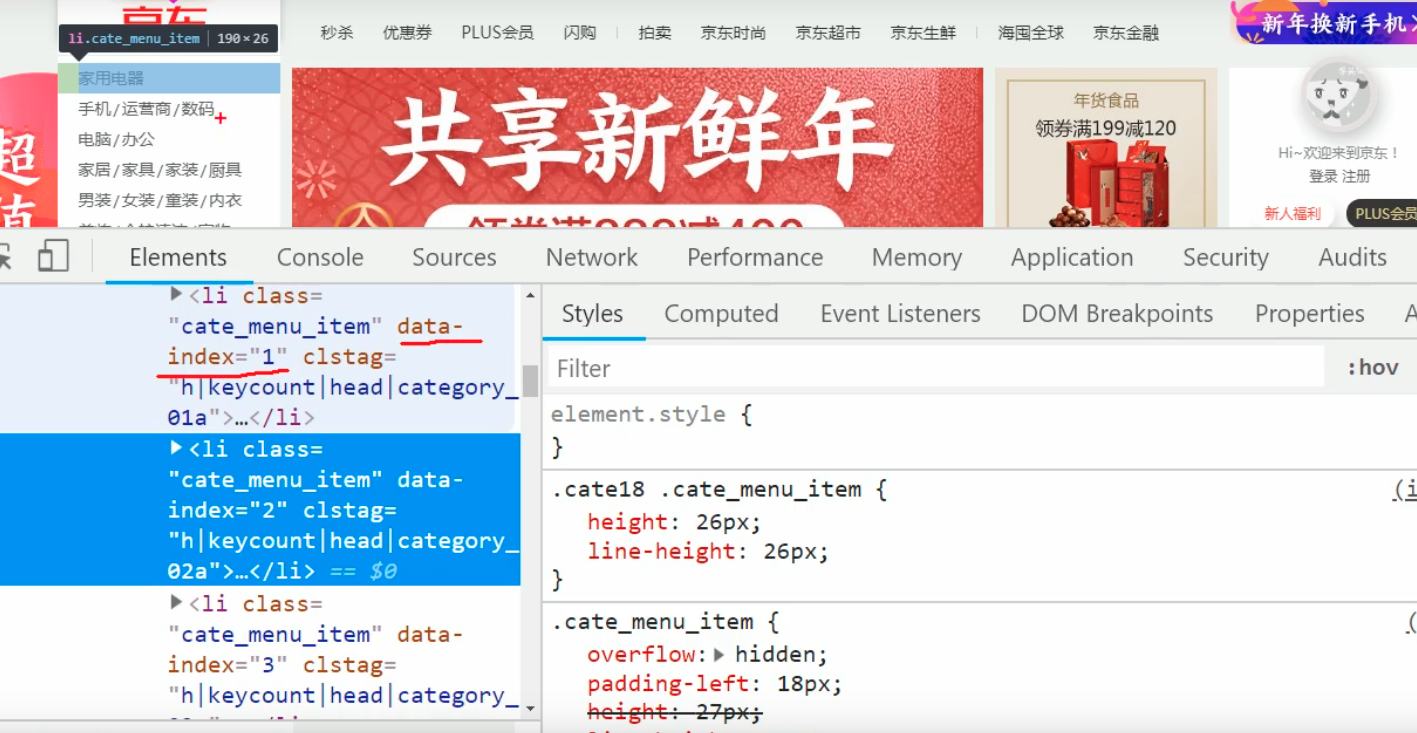 京东
li.cate_menu_item | 190×26
秒杀 优惠券 PLUS会员 闪购 拍卖 京东时尚 京东超市 京东生鲜 海囤全球 京东金融
新年换新手机
家用电器
手机/运营商/数码
电脑/办公
家居/家具/家装/厨具
男装/女装/童装/内衣
超
值
共享新鲜年
年货食品
领券满199减120
Hi~欢迎来到京东！
登录 注册
新人福利 PLUS会员
Elements Console Sources Network Performance Memory Application Security Audits
<li class=
"cate_menu_item" data-
index="1" clstag=
"h|keycount|head|category_
01a">…</li>
<li class=
"cate_menu_item" data-
index="2" clstag=
"h|keycount|head|category_
02a">…</li> == $0
<li class=
"cate_menu_item" data-
index="3" clstag=
"h|keycount|head|category_
Styles Computed Event Listeners DOM Breakpoints Properties A
Filter
:hov
element.style {
}
.cate18 .cate_menu_item { (i
height: 26px;
line-height: 26px;
}
.cate_menu_item { (
overflow: hidden;
padding-left: 18px;
height: 27px;